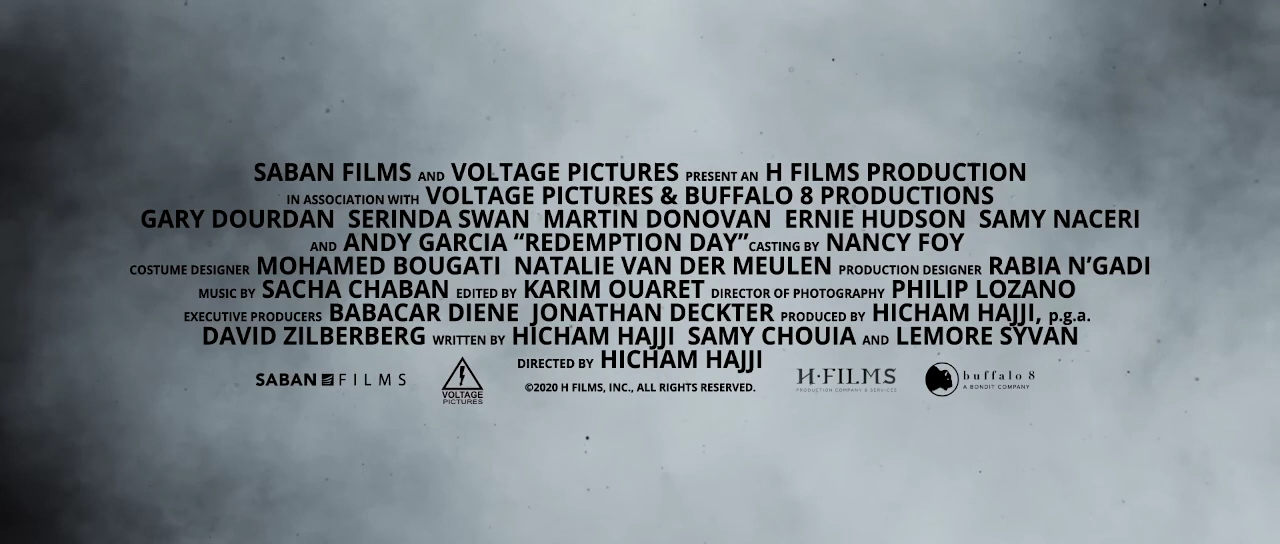 SABAN FILMS AND VOLTAGE PICTURES PRESENT AN H FILMS PRODUCTION
IN ASSOCIATION WITH VOLTAGE PICTURES & BUFFALO 8 PRODUCTIONS
GARY DOURDAN SERINDA SWAN MARTIN DONOVAN ERNIE HUDSON SAMY NACERI
AND ANDY GARCIA “REDEMPTION DAY” CASTING BY NANCY FOY
COSTUME DESIGNER MOHAMED BOUGATI NATALIE VAN DER MEULEN PRODUCTION DESIGNER RABIA N’GADI
MUSIC BY SACHA CHABAN EDITED BY KARIM OUARET DIRECTOR OF PHOTOGRAPHY PHILIP LOZANO
EXECUTIVE PRODUCERS BABACAR DIENE JONATHAN DECKTER PRODUCED BY HICHAM HAJJI, p.g.a.
DAVID ZILBERBERG WRITTEN BY HICHAM HAJJI SAMY CHOUIA AND LEMORE SYVAN
DIRECTED BY HICHAM HAJJI
SABAN FILMS
VOLTAGE
PICTURES
©2020 H FILMS, INC., ALL RIGHTS RESERVED.
H·FILMS
PRODUCTION COMPANY & SERVICES
buffalo 8
A BONDIT COMPANY